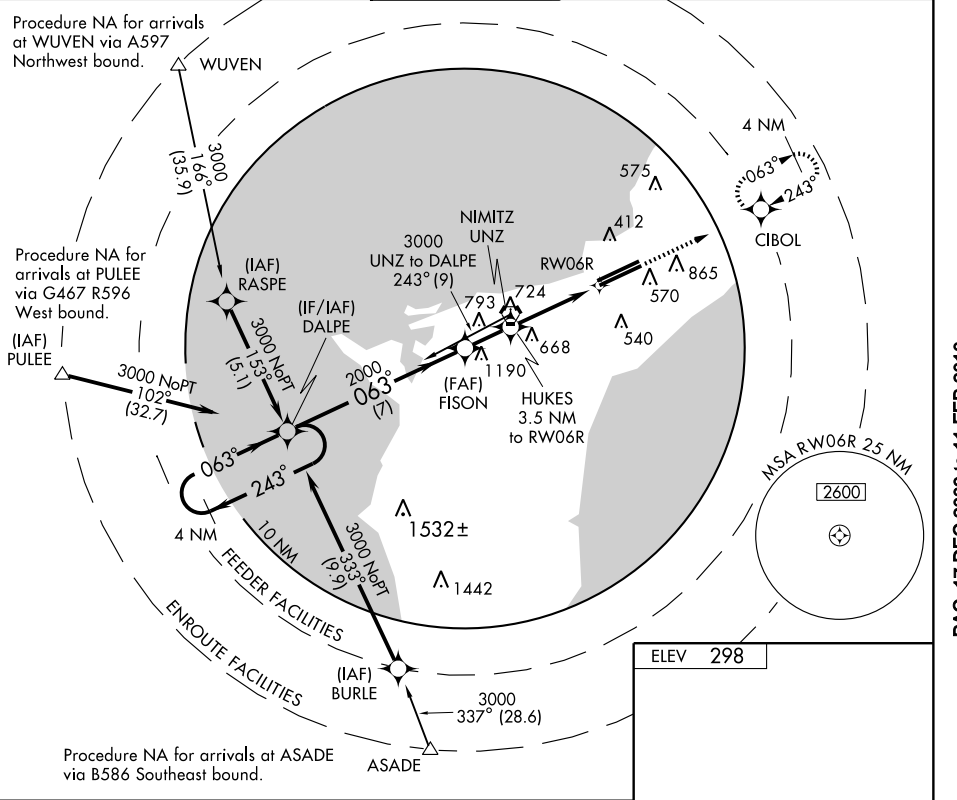 Procedure NA for arrivals
at WUVEN via A597
Northwest bound.
WUVEN
3000
166°
(35.9)
4 NM
063°
243°
CIBOL
575
412
NIMITZ
UNZ
3000
UNZ to DALPE
243° (9)
RW06R
865
570
540
793
724
668
1190
(FAF)
FISON
HUKES
3.5 NM
to RW06R
Procedure NA for
arrivals at PULEE
via G467 R596
West bound.
(IAF)
PULEE
(IAF)
RASPE
(IF/IAF)
DALPE
3000 NoPT
153°
(5.1)
3000 NoPT
102°
(32.7)
2000
063°
(7)
063°
243°
4 NM
10 NM
FEEDER FACILITIES
ENROUTE FACILITIES
3000 NoPT
333°
(9.9)
1532±
1442
MSA RW06R 25 NM
2600
(IAF)
BURLE
3000
337° (28.6)
ASADE
Procedure NA for arrivals at ASADE
via B586 Southeast bound.
ELEV 298